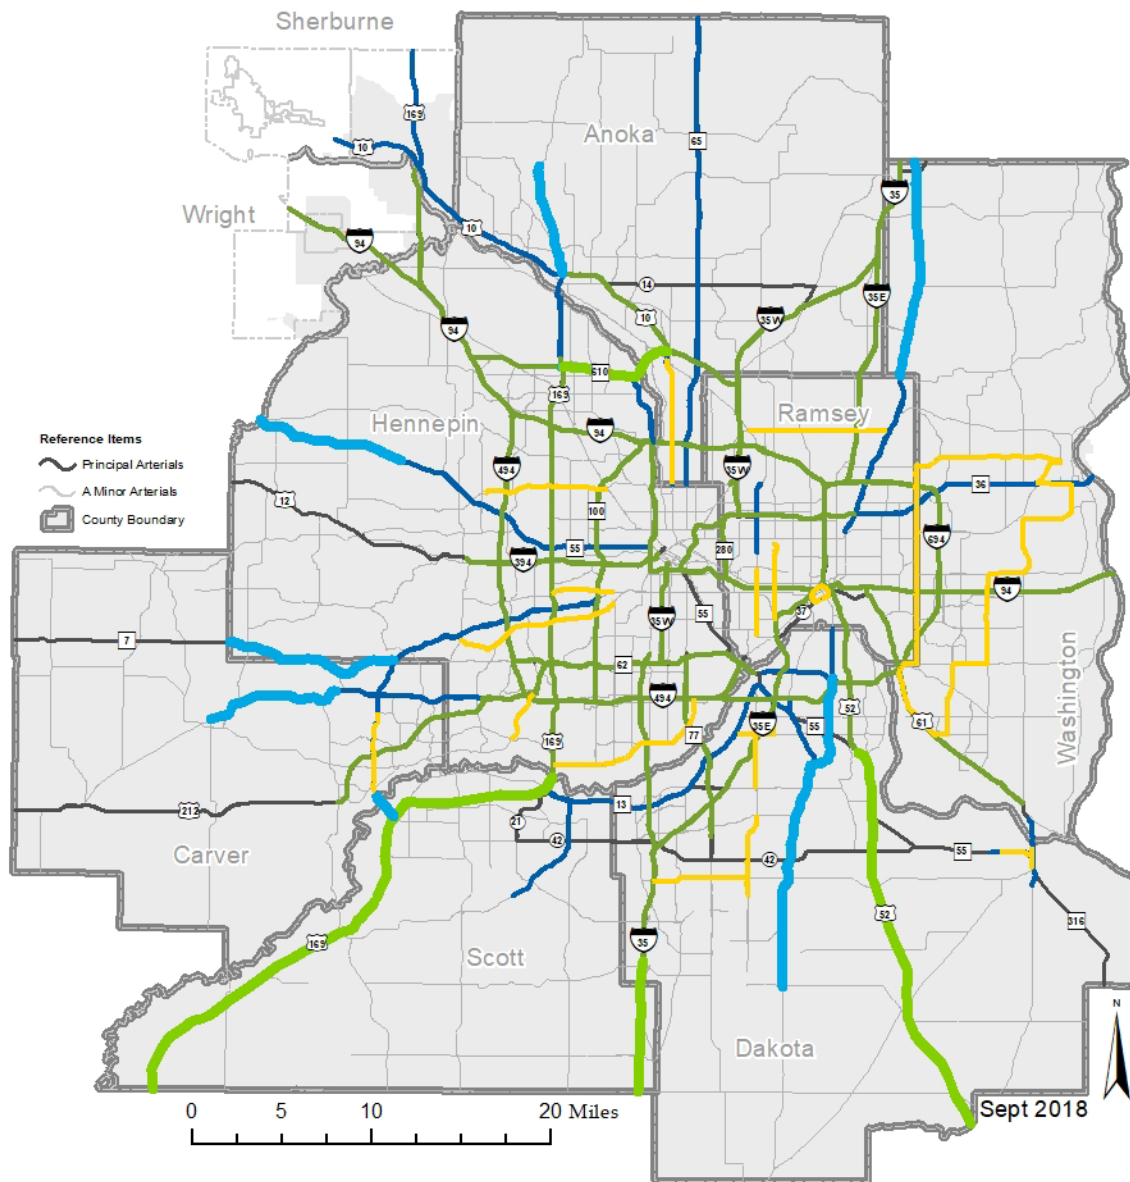 Sherburne
169
10
Anoka
65
35
Wright
10
94
14
35E
10
35W
94
610
169
Hennepin
Ramsey
94
Reference Items
Principal Arterials
A Minor Arterials
County Boundary
494
35W
36
12
100
694
55
280
394
94
35W
55
37
7
62
494
52
61
Washington
35E
55
77
169
212
13
21
42
55
42
Carver
52
316
169
35
Scott
N
Dakota
Sept 2018
0 5 10 20 Miles